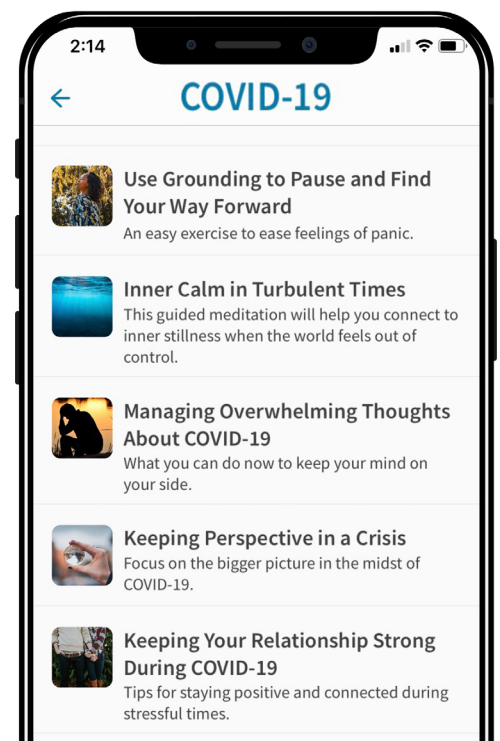 2:14
COVID-19
Use Grounding to Pause and Find
Your Way Forward
An easy exercise to ease feelings of panic.
Inner Calm in Turbulent Times
This guided meditation will help you connect to
inner stillness when the world feels out of
control.
Managing Overwhelming Thoughts
About COVID-19
What you can do now to keep your mind on
your side.
Keeping Perspective in a Crisis
Focus on the bigger picture in the midst of
COVID-19.
Keeping Your Relationship Strong
During COVID-19
Tips for staying positive and connected during
stressful times.